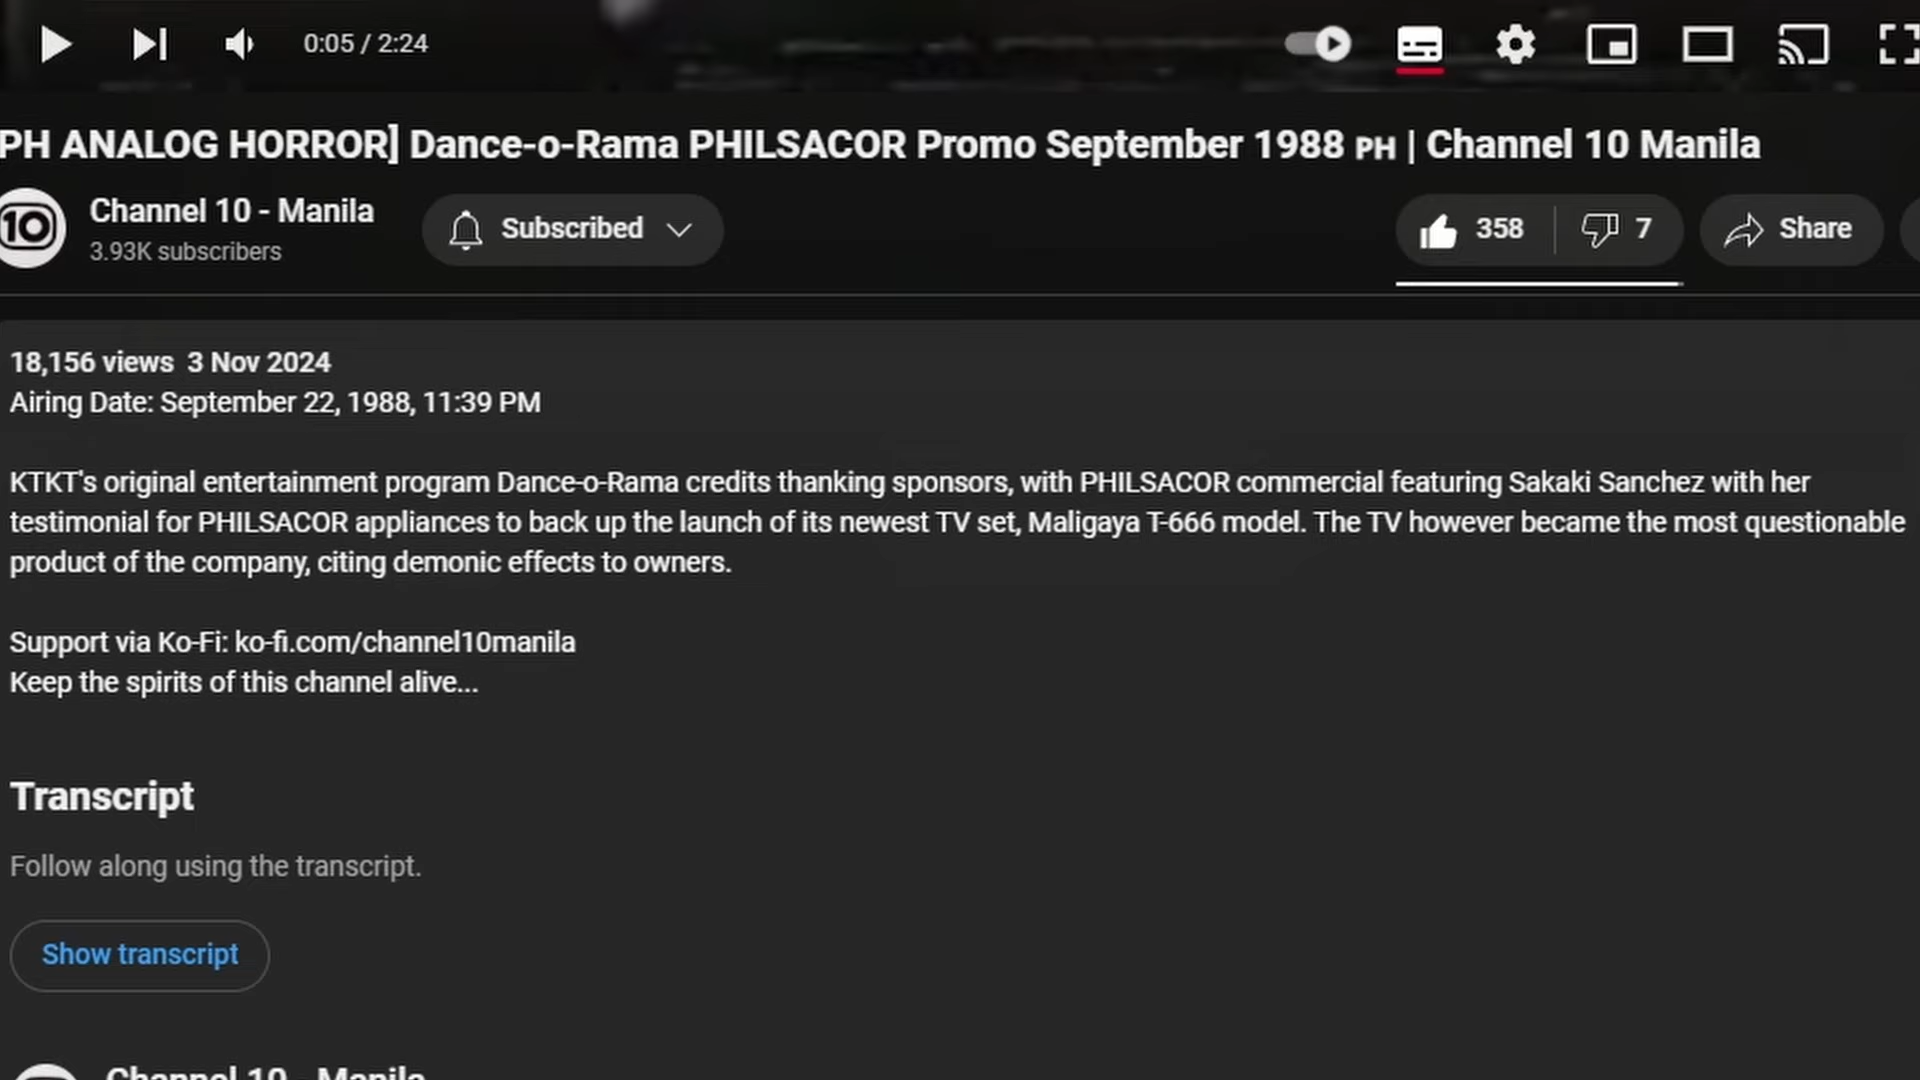 0:05 / 2:24
PH ANALOG HORROR] Dance-o-Rama PHILSACOR Promo September 1988 PH | Channel 10 Manila
10
Channel 10 - Manila
3.93K subscribers
Subscribed
358
7
Share
18,156 views 3 Nov 2024
Airing Date: September 22, 1988, 11:39 PM
KTKT's original entertainment program Dance-o-Rama credits thanking sponsors, with PHILSACOR commercial featuring Sakaki Sanchez with her
testimonial for PHILSACOR appliances to back up the launch of its newest TV set, Maligaya T-666 model. The TV however became the most questionable
product of the company, citing demonic effects to owners.
Support via Ko-Fi: ko-fi.com/channel10manila
Keep the spirits of this channel alive...
Transcript
Follow along using the transcript.
Show transcript
Channel 10 - Manila